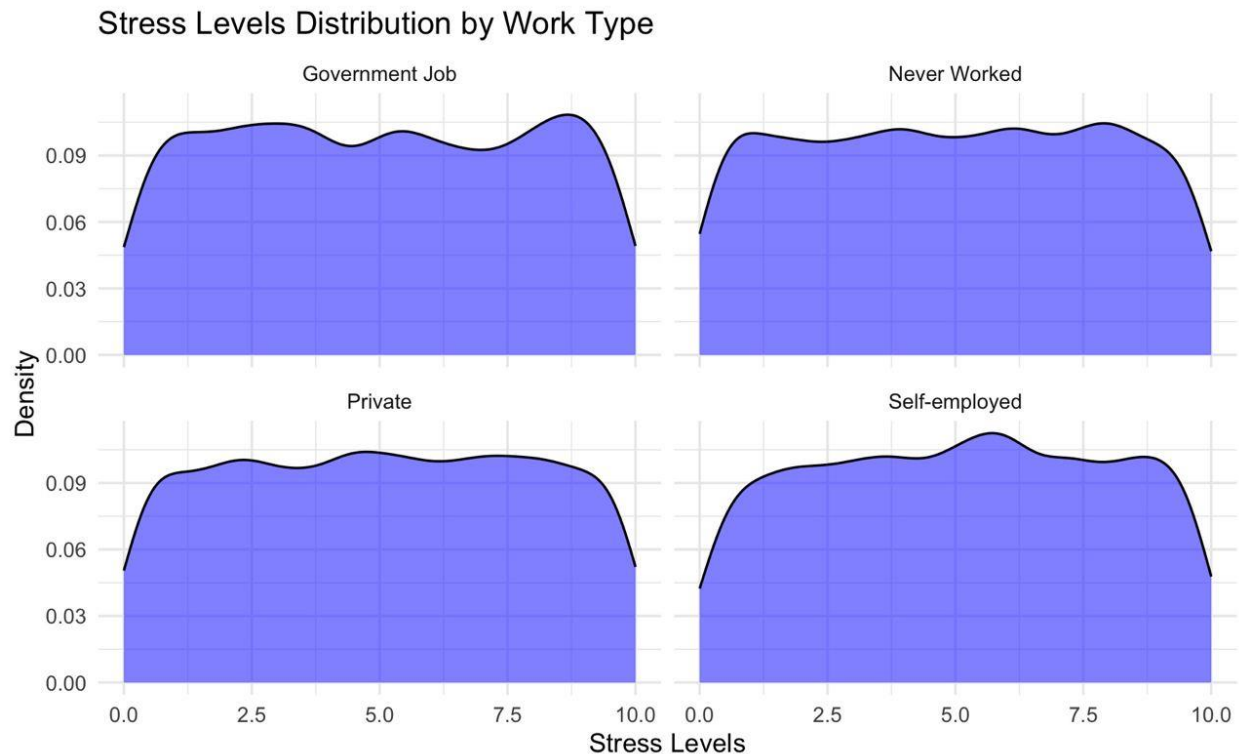 Stress Levels Distribution by Work Type
Government Job
Never Worked
0.09
0.06
0.03
0.00
Private
Self-employed
0.09
0.06
0.03
0.00
Density
0.0 2.5 5.0 7.5 10.0 0.0 2.5 5.0 7.5 10.0
Stress Levels